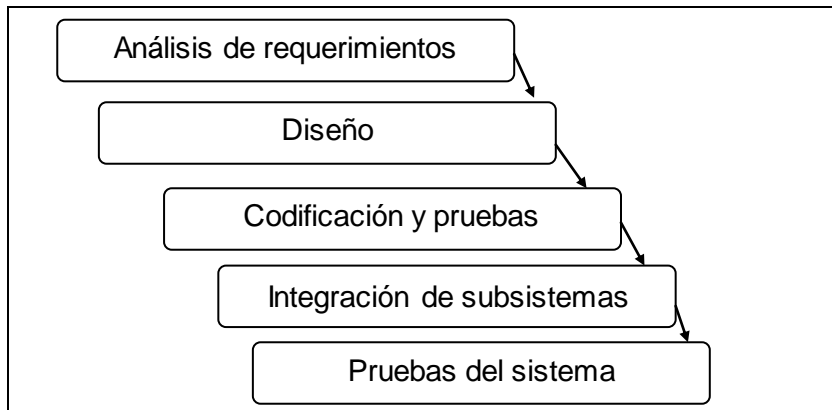 Análisis de requerimientos
Diseño
Codificación y pruebas
Integración de subsistemas
Pruebas del sistema